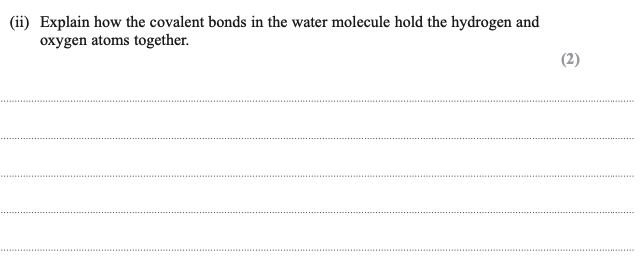 (ii) Explain how the covalent bonds in the water molecule hold the hydrogen and
oxygen atoms together.
(2)